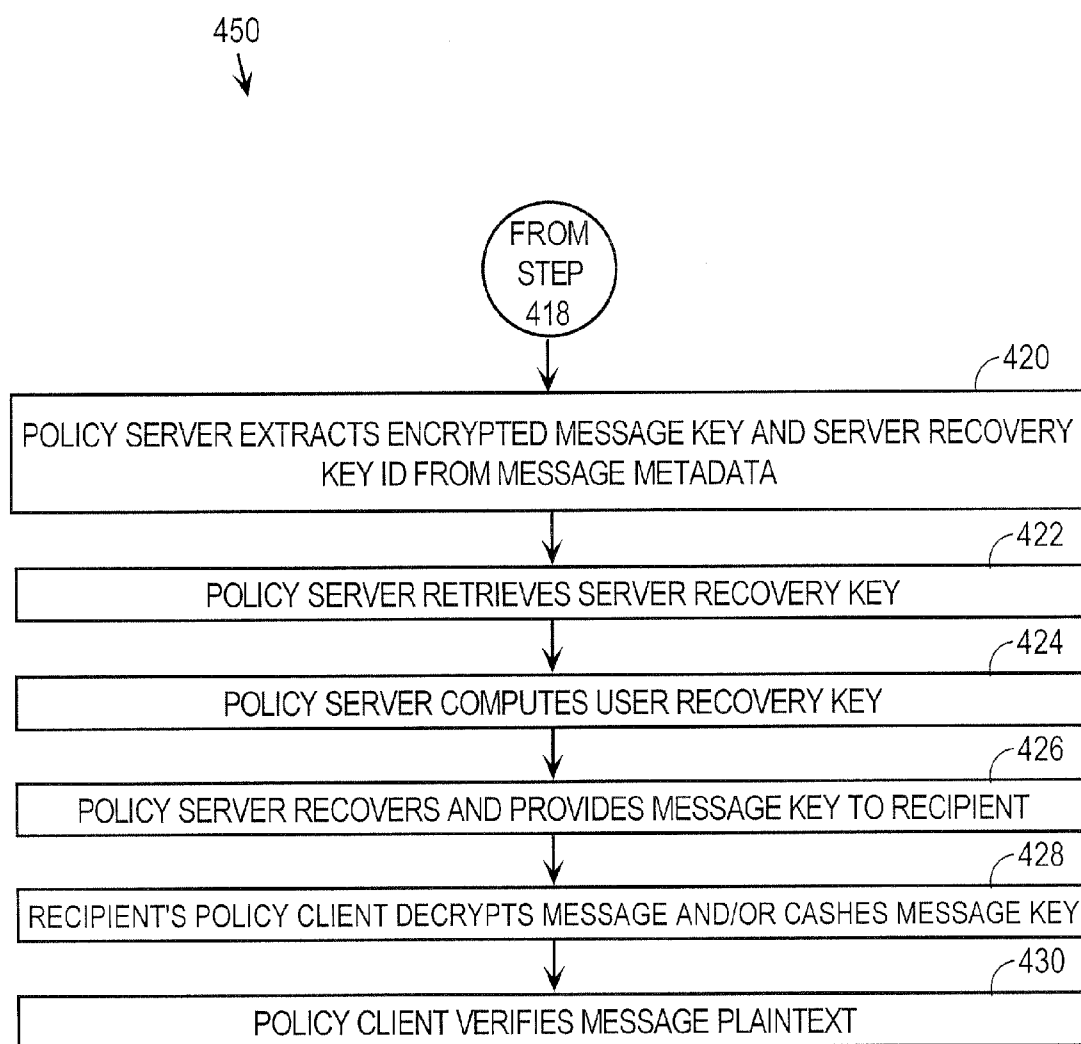 450
FROM
STEP
418
420
POLICY SERVER EXTRACTS ENCRYPTED MESSAGE KEY AND SERVER RECOVERY
KEY ID FROM MESSAGE METADATA
422
POLICY SERVER RETRIEVES SERVER RECOVERY KEY
424
POLICY SERVER COMPUTES USER RECOVERY KEY
426
POLICY SERVER RECOVERS AND PROVIDES MESSAGE KEY TO RECIPIENT
428
RECIPIENT'S POLICY CLIENT DECRYPTS MESSAGE AND/OR CASHES MESSAGE KEY
430
POLICY CLIENT VERIFIES MESSAGE PLAINTEXT